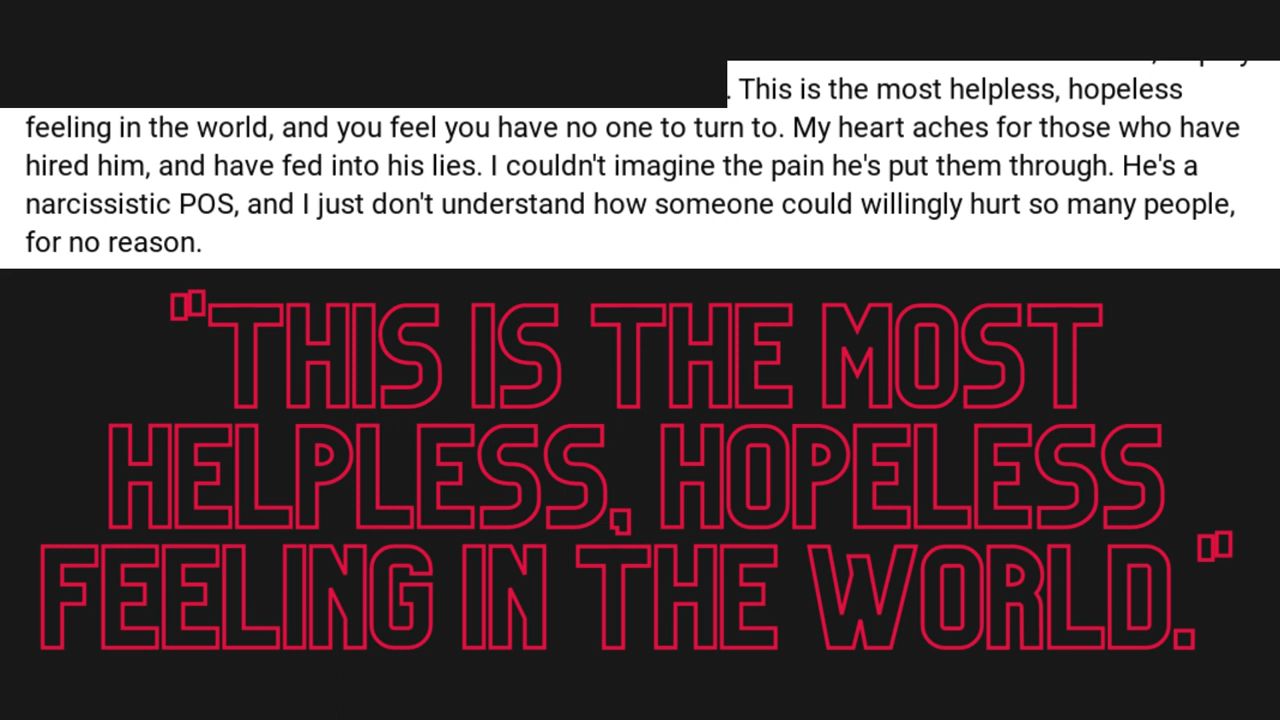 . This is the most helpless, hopeless
feeling in the world, and you feel you have no one to turn to. My heart aches for those who have
hired him, and have fed into his lies. I couldn't imagine the pain he's put them through. He's a
narcissistic POS, and I just don't understand how someone could willingly hurt so many people,
for no reason.
"THIS IS THE MOST
HELPLESS, HOPELESS
FEELING IN THE WORLD."